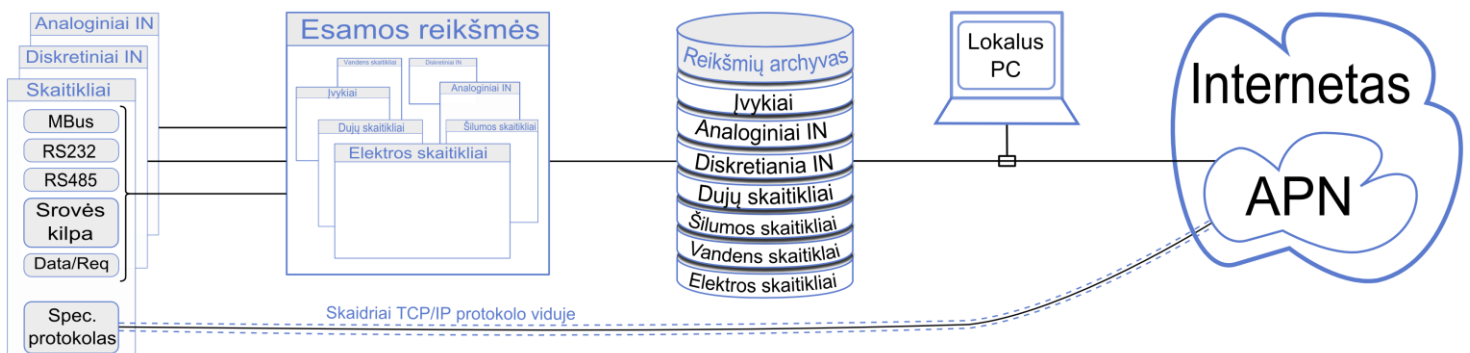 Analoginiai IN
Diskretiniai IN
Skaitikliai
MBus
RS232
RS485
Srovės
kilpa
Data/Req
Spec.
protokolas
Esamos reikšmės
Vandens skaitikliai
Diskretiniai IN
Įvykiai
Analoginiai IN
Dujų skaitikliai
Šilumos skaitikliai
Elektros skaitikliai
Reikšmių archyvas
Įvykiai
Analoginiai IN
Diskretiania IN
Dujų skaitikliai
Šilumos skaitikliai
Vandens skaitiklai
Elektros skaitikliai
Lokalus
PC
Internetas
APN
Skaidriai TCP/IP protokolo viduje